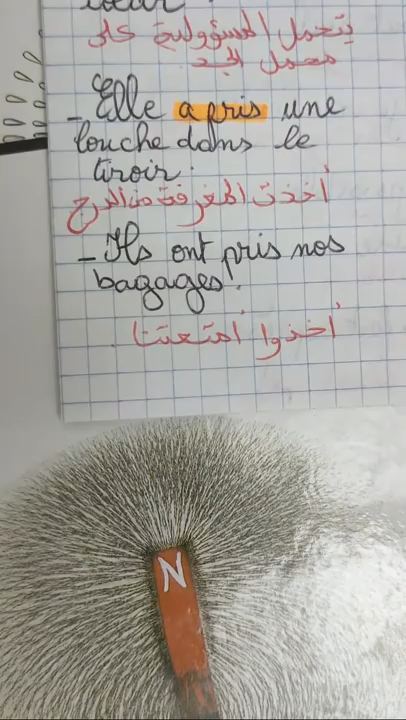 يتحمل المسؤولية على
محمل الجد
- Elle a pris une
louche dans le
tiroir.
أخذت المغرفة من الدرج
- Ils ont pris nos
bagages.
أخذوا أمتعتنا.
N